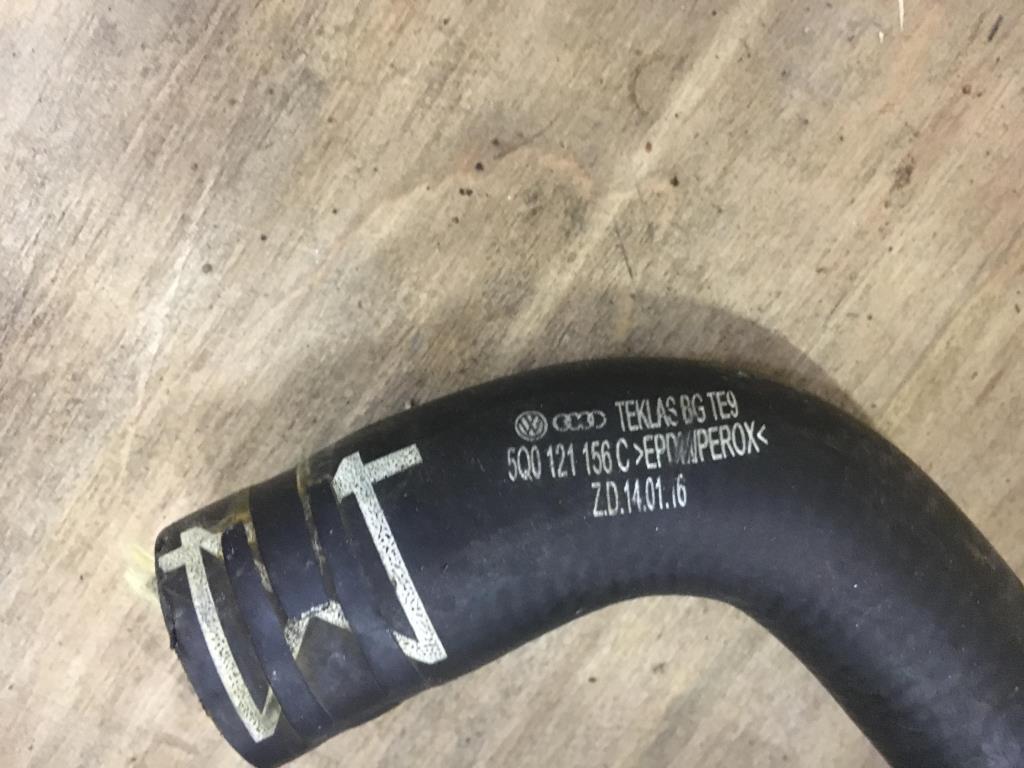 TEKLAS BG TE9
5Q0 121 156 C >EPDM/PEROX<
Z.D.14.01.16